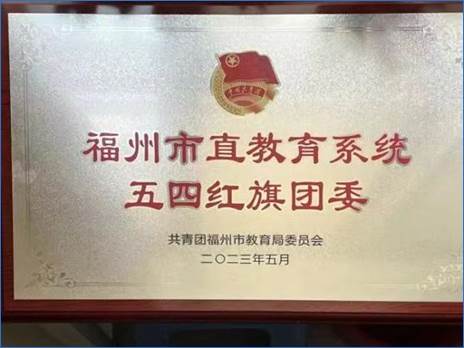 福州市直教育系统
五四红旗团委
共青团福州市教育局委员会
二〇二三年五月